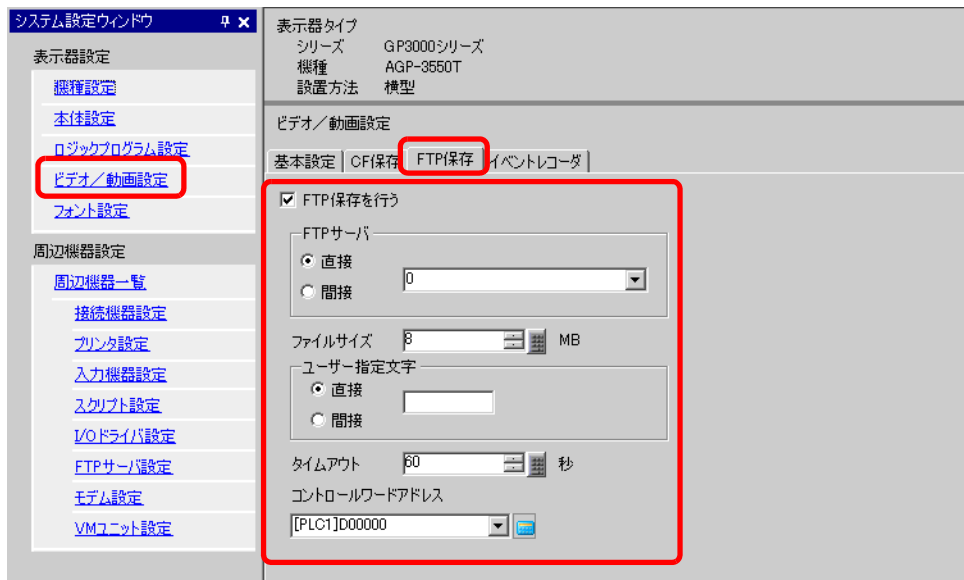 システム設定ウィンドウ
表示器設定
機種設定
本体設定
ロジックプログラム設定
ビデオ／動画設定
フォント設定
周辺機器設定
周辺機器一覧
接続機器設定
プリンタ設定
入力機器設定
スクリプト設定
I/Oドライバ設定
FTPサーバ設定
モデム設定
VMユニット設定
表示器タイプ
シリーズ GP3000シリーズ
機種 AGP-3550T
設置方法 横型
ビデオ／動画設定
基本設定 CF保存 FTP保存 イベントレコーダ
FTP保存を行う
FTPサーバ
直接
0
間接
ファイルサイズ 8 MB
ユーザー指定文字
直接
間接
タイムアウト 60 秒
コントロールワードアドレス
[PLC1]D00000